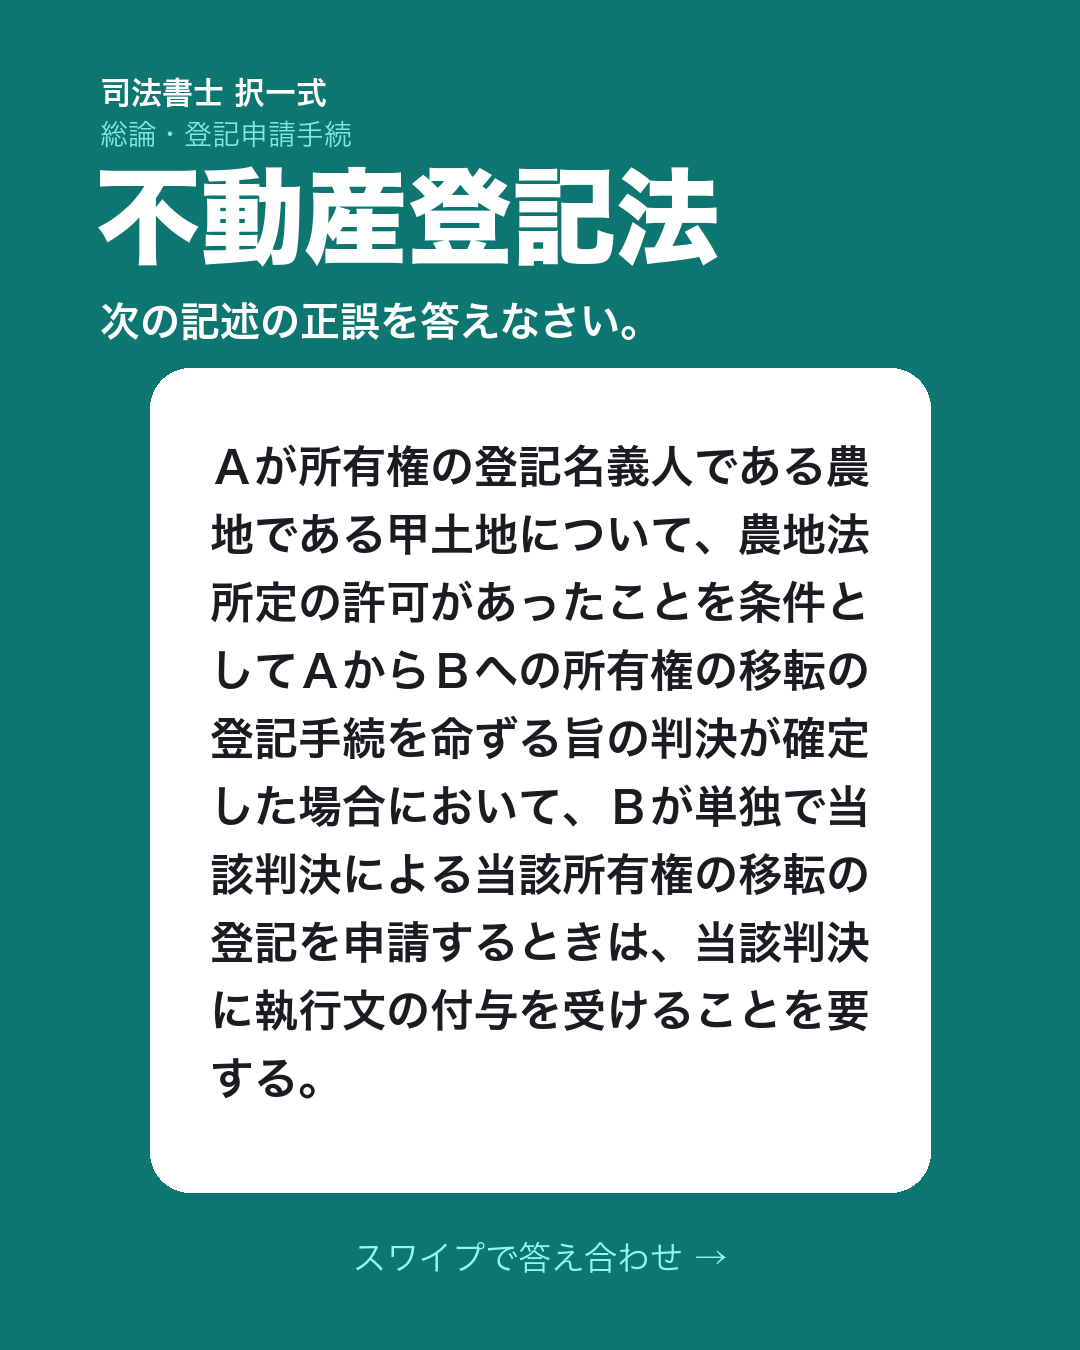 司法書士 択一式
総論・登記申請手続
不動産登記法
次の記述の正誤を答えなさい。
Ａが所有権の登記名義人である農
地である甲土地について、農地法
所定の許可があったことを条件と
してＡからＢへの所有権の移転の
登記手続を命ずる旨の判決が確定
した場合において、Ｂが単独で当
該判決による当該所有権の移転の
登記を申請するときは、当該判決
に執行文の付与を受けることを要
する。
スワイプで答え合わせ →